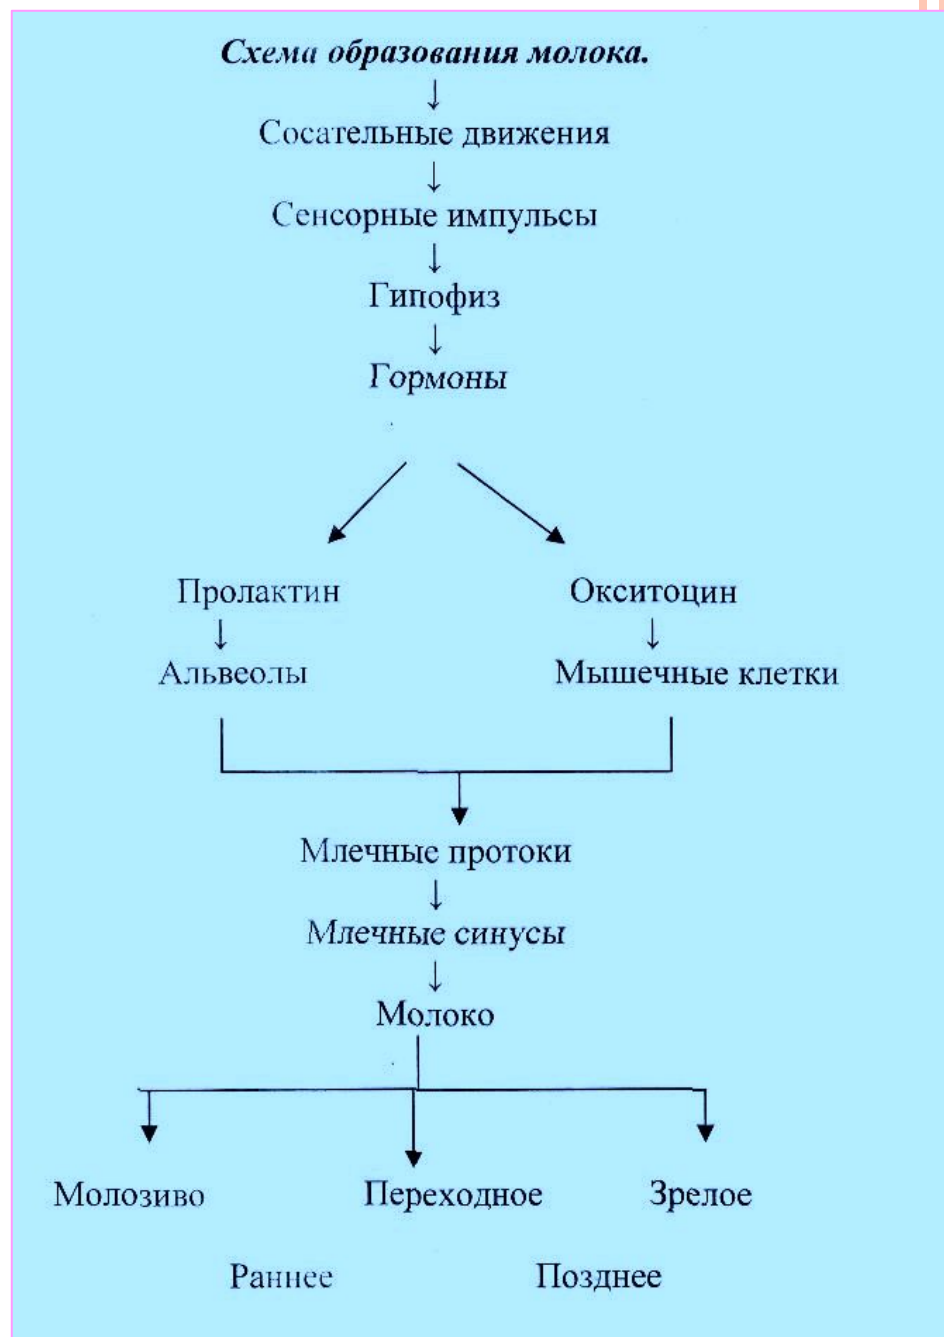 Схема образования молока.
Сосательные движения
Сенсорные импульсы
Гипофиз
Гормоны
Пролактин Окситоцин
Альвеолы Мышечные клетки
Млечные протоки
Млечные синусы
Молоко
Молозиво Переходное Зрелое
Раннее Позднее